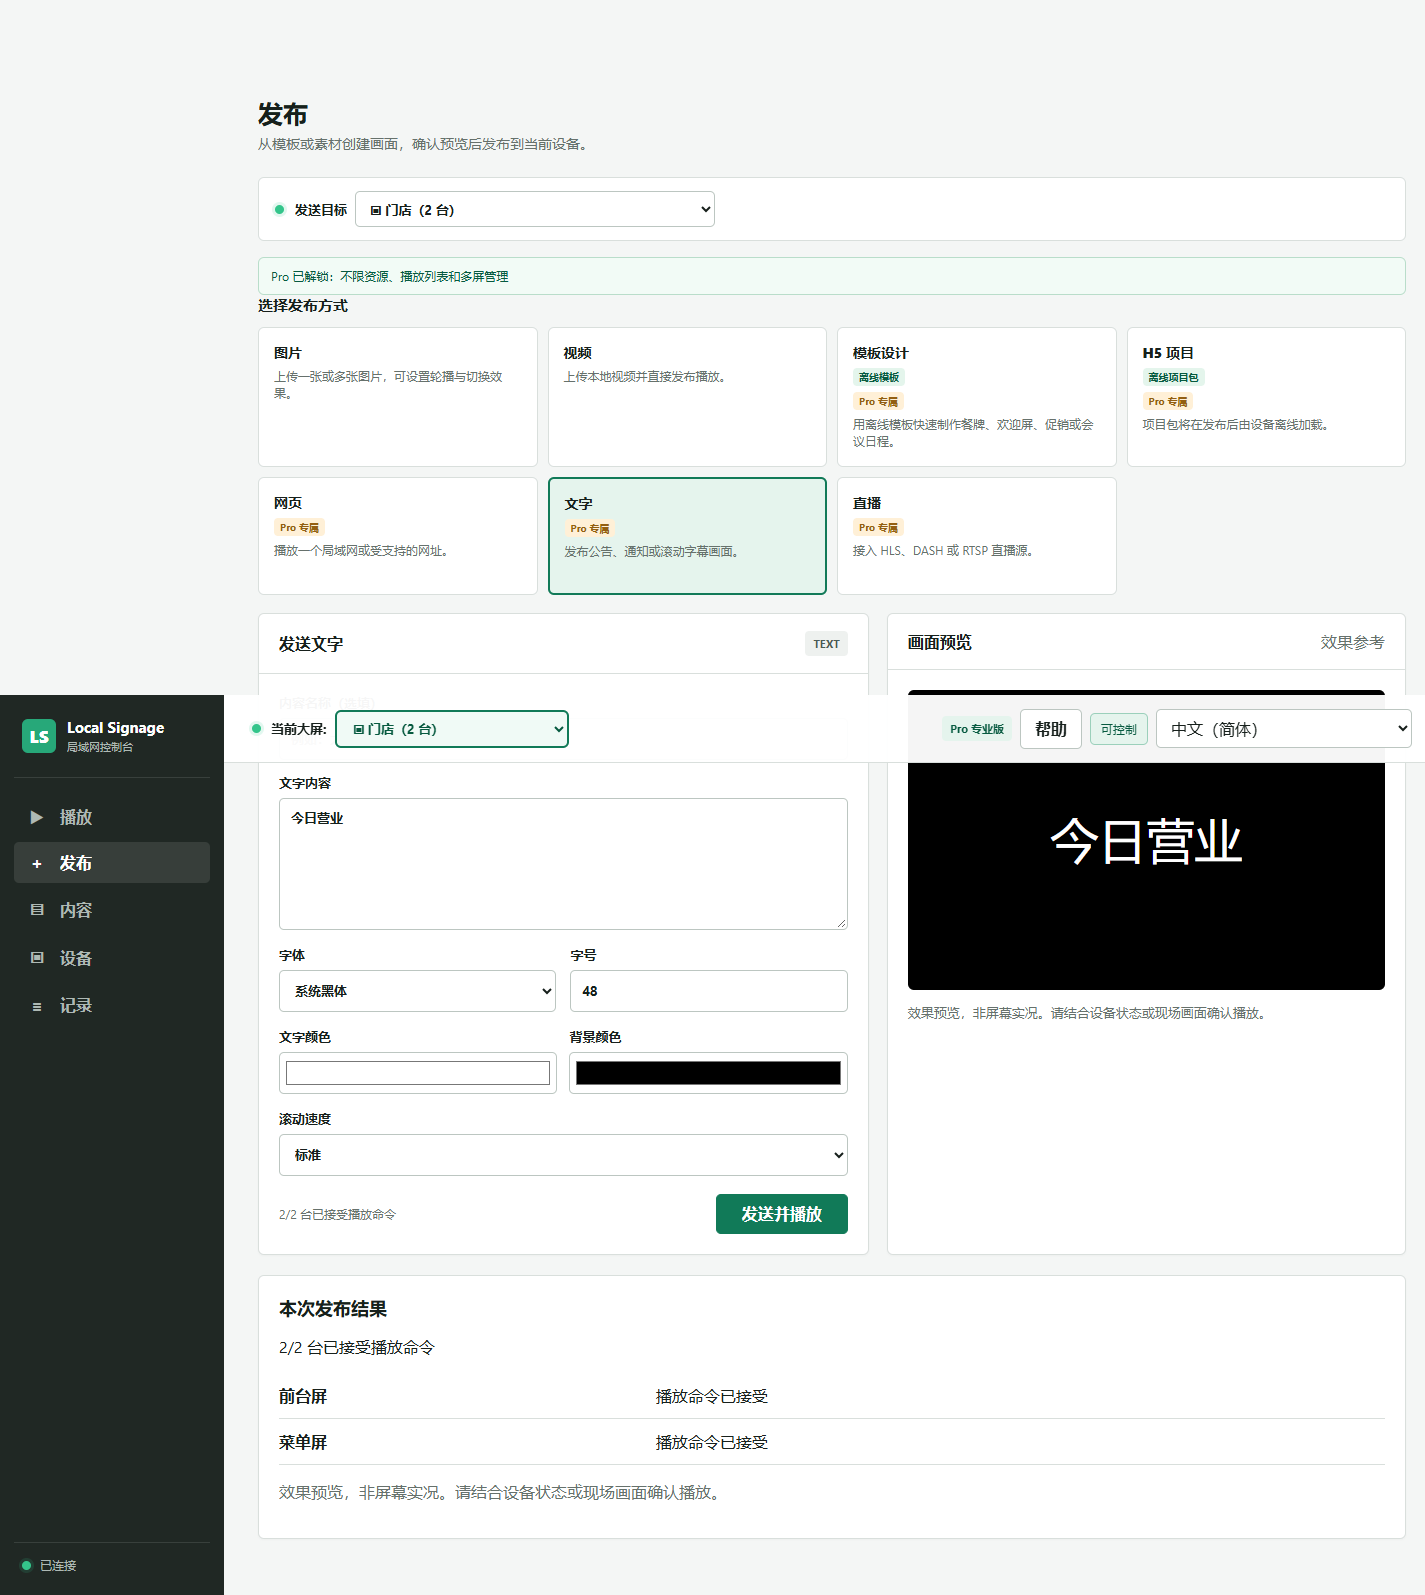 发布
从模板或素材创建画面，确认预览后发布到当前设备。
发送目标
门店（2 台）
Pro 已解锁：不限资源、播放列表和多屏管理
选择发布方式
图片
上传一张或多张图片，可设置轮播与切换效
果。
视频
上传本地视频并直接发布播放。
模板设计
离线模板
Pro 专属
用离线模板快速制作餐牌、欢迎屏、促销或会
议日程。
H5 项目
离线项目包
Pro 专属
项目包将在发布后由设备离线加载。
网页
Pro 专属
播放一个局域网或受支持的网址。
文字
Pro 专属
发布公告、通知或滚动字幕画面。
直播
Pro 专属
接入 HLS、DASH 或 RTSP 直播源。
发送文字
TEXT
画面预览
效果参考
LS
Local Signage
局域网控制台
当前大屏:
门店（2 台）
Pro 专业版
帮助
可控制
中文（简体）
播放
发布
内容
设备
记录
已连接
文字内容
今日营业
字体
字号
系统黑体
48
文字颜色
背景颜色
滚动速度
标准
2/2 台已接受播放命令
发送并播放
今日营业
效果预览，非屏幕实况。请结合设备状态或现场画面确认播放。
本次发布结果
2/2 台已接受播放命令
前台屏
播放命令已接受
菜单屏
播放命令已接受
效果预览，非屏幕实况。请结合设备状态或现场画面确认播放。